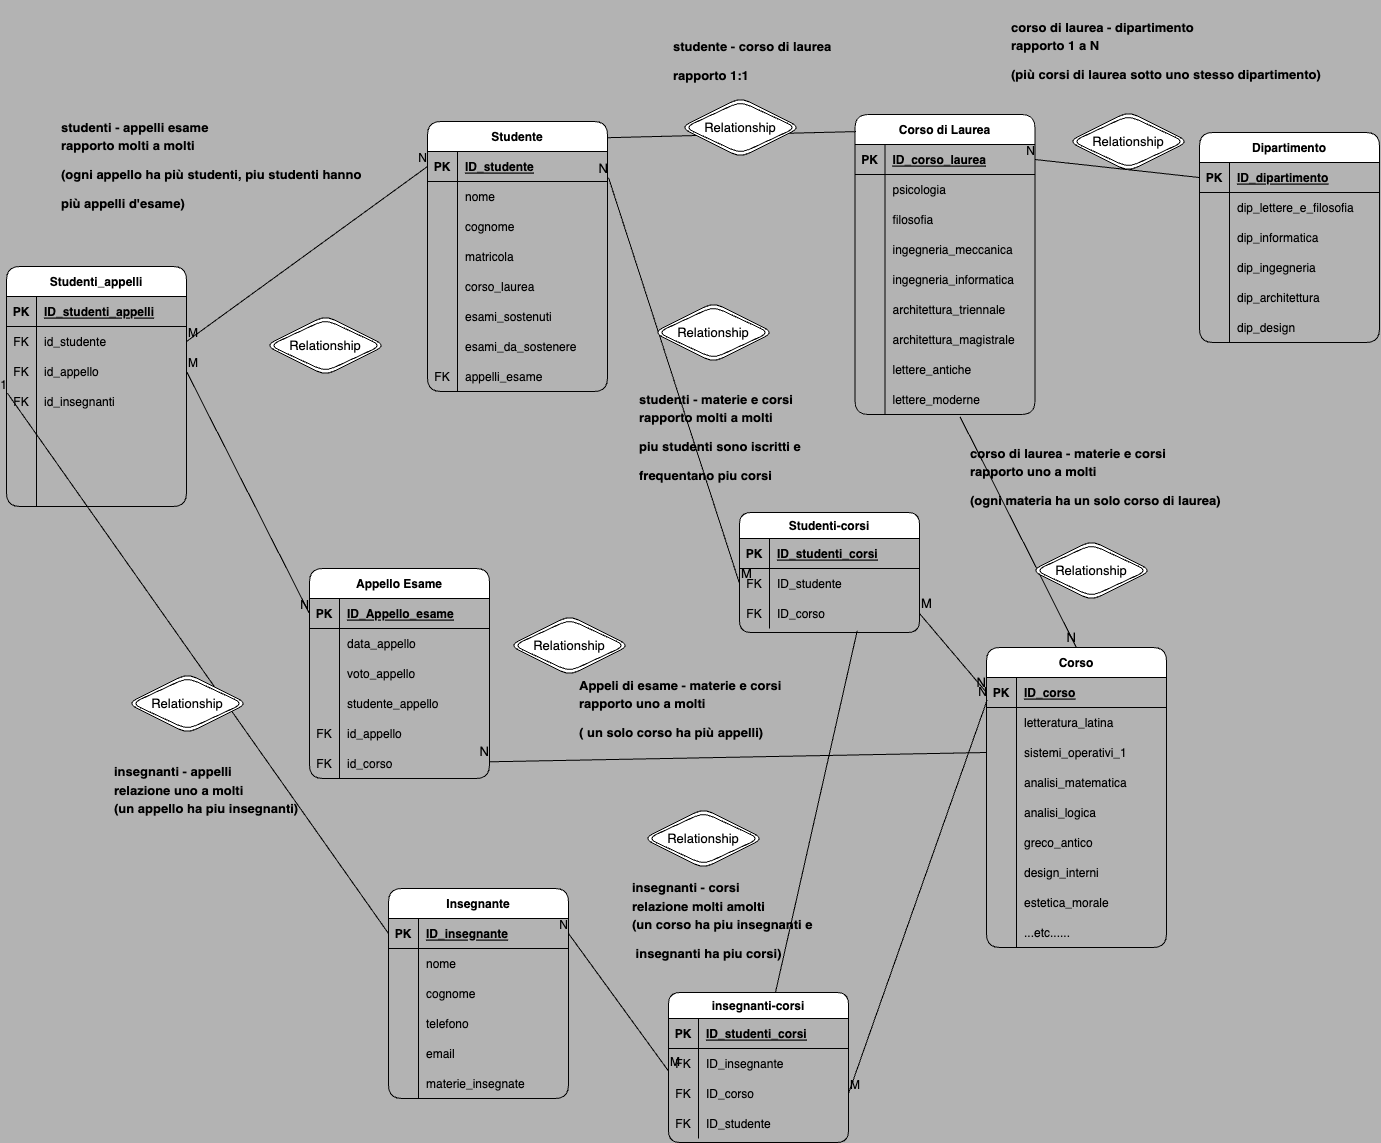 corso di laurea - dipartimento
rapporto 1 a N
(più corsi di laurea sotto uno stesso dipartimento)
studente - corso di laurea
rapporto 1:1
studenti - appelli esame
rapporto molti a molti
(ogni appello ha più studenti, piu studenti hanno
più appelli d'esame)
Relationship
Studente
N
PK ID_studente N
nome
cognome
matricola
corso_laurea
esami_sostenuti
esami_da_sostenere
FK appelli_esame
Corso di Laurea
PK ID_corso_laurea N
psicologia
filosofia
ingegneria_meccanica
ingegneria_informatica
architettura_triennale
architettura_magistrale
lettere_antiche
lettere_moderne
Relationship
Dipartimento
PK ID_dipartimento
dip_lettere_e_filosofia
dip_informatica
dip_ingegneria
dip_architettura
dip_design
Studenti_appelli
PK ID_studenti_appelli
M
FK id_studente
M
FK id_appello
1
FK id_insegnanti
Relationship
Relationship
studenti - materie e corsi
rapporto molti a molti
piu studenti sono iscritti e
frequentano piu corsi
corso di laurea - materie e corsi
rapporto uno a molti
(ogni materia ha un solo corso di laurea)
Relationship
Studenti-corsi
PK ID_studenti_corsi
M
FK ID_studente
M
FK ID_corso
Appello Esame
N
PK ID_Appello_esame
data_appello
voto_appello
studente_appello
FK id_appello
N
FK id_corso
Relationship
Appeli di esame - materie e corsi
rapporto uno a molti
( un solo corso ha più appelli)
N
Corso
N
N
PK ID_corso
letteratura_latina
sistemi_operativi_1
analisi_matematica
analisi_logica
greco_antico
design_interni
estetica_morale
...etc......
Relationship
insegnanti - appelli
relazione uno a molti
(un appello ha piu insegnanti)
Relationship
insegnanti - corsi
relazione molti amolti
(un corso ha piu insegnanti e
insegnanti ha piu corsi)
Insegnante
N
PK ID_insegnante
nome
cognome
telefono
email
materie_insegnate
insegnanti-corsi
PK ID_studenti_corsi
M
FK ID_insegnante
M
FK ID_corso
FK ID_studente